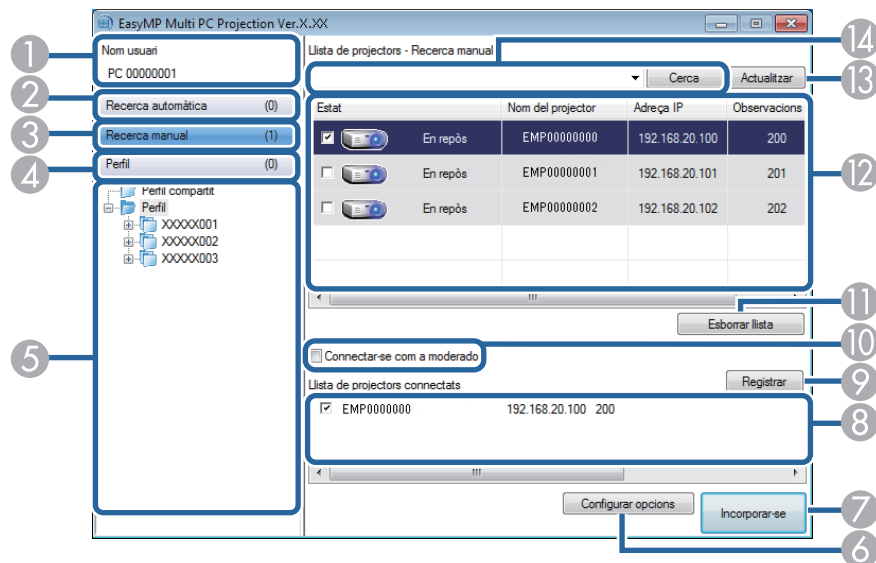 EasyMP Multi PC Projection Ver.X.XX
Nom usuari
PC 00000001
Recerca automàtica (0)
Recerca manual (1)
Perfil (0)
Perfil compartit
Perfil
XXXXX001
XXXXX002
XXXXX003
Llista de projectors - Recerca manual
Cerca
Actualitzar
Estat Nom del projector Adreça IP Observacions
En repòs EMP00000000 192.168.20.100 200
En repòs EMP00000001 192.168.20.101 201
En repòs EMP00000002 192.168.20.102 202
Esborrar llista
Connectar-se com a moderado
Registrar
Llista de projectors connectats
EMP0000000 192.168.20.100 200
Configurar opcions
Incorporar-se
1
2
3
4
5
14
13
12
11
10
9
8
7
6